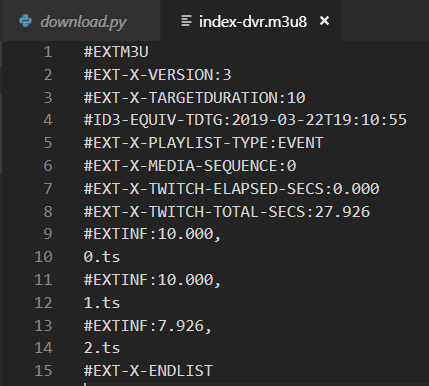 download.py index-dvr.m3u8 ×
1 #EXTM3U
2 #EXT-X-VERSION:3
3 #EXT-X-TARGETDURATION:10
4 #ID3-EQUIV-TDTG:2019-03-22T19:10:55
5 #EXT-X-PLAYLIST-TYPE:EVENT
6 #EXT-X-MEDIA-SEQUENCE:0
7 #EXT-X-TWITCH-ELAPSED-SECS:0.000
8 #EXT-X-TWITCH-TOTAL-SECS:27.926
9 #EXTINF:10.000,
10 0.ts
11 #EXTINF:10.000,
12 1.ts
13 #EXTINF:7.926,
14 2.ts
15 #EXT-X-ENDLIST